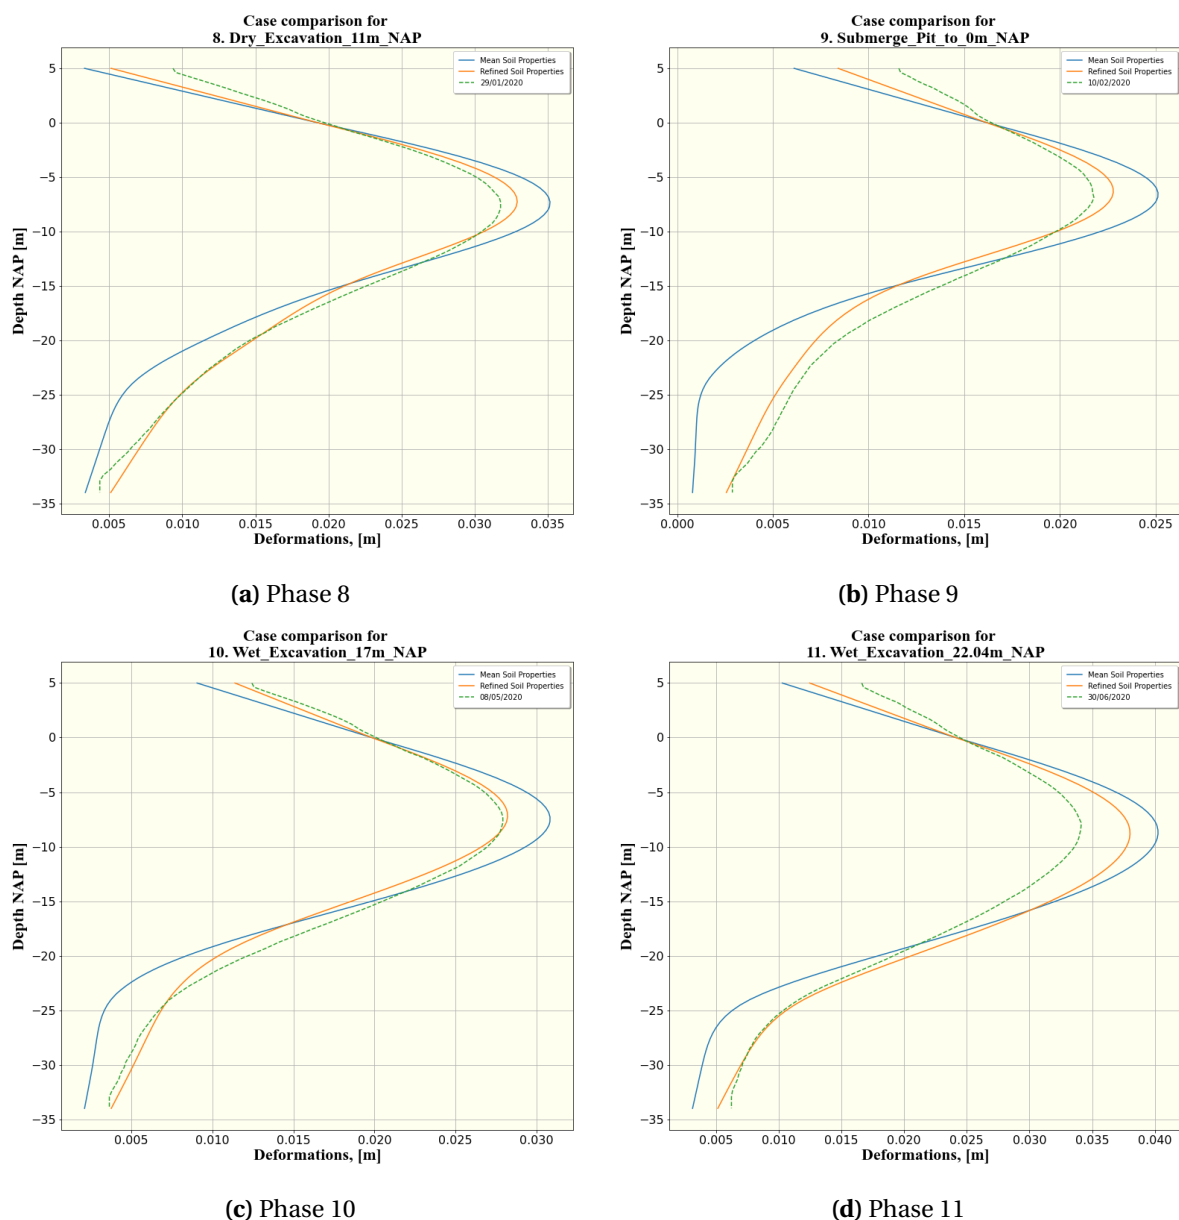 Case comparison for
8. Dry_Excavation_11m_NAP
Mean Soil Properties
Refined Soil Properties
29/01/2020
5
0
−5
−10
−15
−20
−25
−30
−35
Depth NAP [m]
0.005 0.010 0.015 0.020 0.025 0.030 0.035
Deformations, [m]
(a) Phase 8
Case comparison for
9. Submerge_Pit_to_0m_NAP
Mean Soil Properties
Refined Soil Properties
10/02/2020
5
0
−5
−10
−15
−20
−25
−30
−35
Depth NAP [m]
0.000 0.005 0.010 0.015 0.020 0.025
Deformations, [m]
(b) Phase 9
Case comparison for
10. Wet_Excavation_17m_NAP
Mean Soil Properties
Refined Soil Properties
08/05/2020
5
0
−5
−10
−15
−20
−25
−30
−35
Depth NAP [m]
0.005 0.010 0.015 0.020 0.025 0.030
Deformations, [m]
(c) Phase 10
Case comparison for
11. Wet_Excavation_22.04m_NAP
Mean Soil Properties
Refined Soil Properties
30/06/2020
5
0
−5
−10
−15
−20
−25
−30
−35
Depth NAP [m]
0.005 0.010 0.015 0.020 0.025 0.030 0.035 0.040
Deformations, [m]
(d) Phase 11